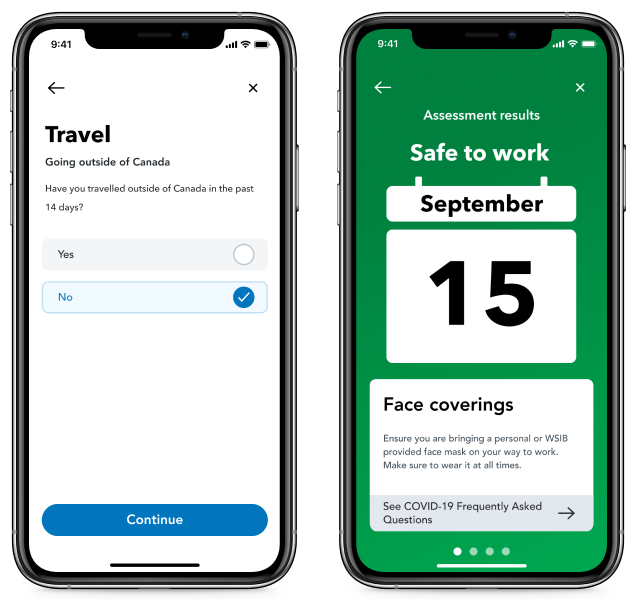 9:41
Travel
Going outside of Canada
Have you travelled outside of Canada in the past
14 days?
Yes
No
Continue
9:41
Assessment results
Safe to work
September
15
Face coverings
Ensure you are bringing a personal or WSIB
provided face mask on your way to work.
Make sure to wear it at all times.
See COVID-19 Frequently Asked
Questions